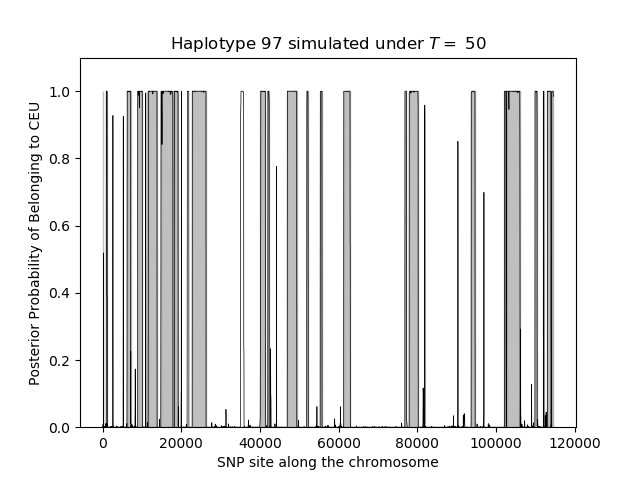 Haplotype 97 simulated under T = 50
Posterior Probability of Belonging to CEU
1.0
0.8
0.6
0.4
0.2
0.0
0 20000 40000 60000 80000 100000 120000
SNP site along the chromosome